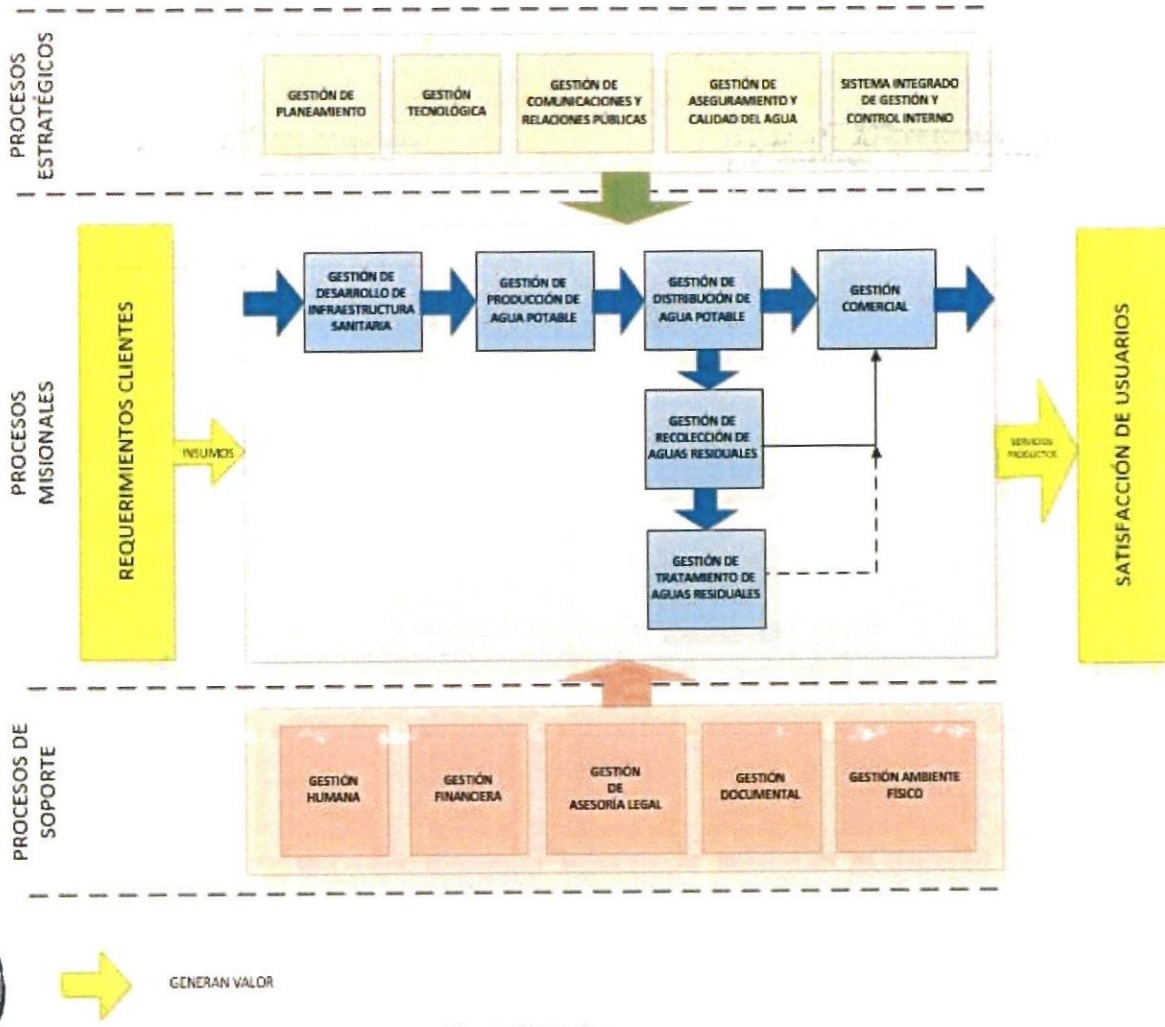 PROCESOS
ESTRATÉGICOS
GESTIÓN DE
PLANEAMIENTO
GESTIÓN
TECNOLÓGICA
GESTIÓN DE
COMUNICACIONES Y
RELACIONES PÚBLICAS
GESTIÓN DE
ASEGURAMIENTO Y
CALIDAD DEL AGUA
SISTEMA INTEGRADO
DE GESTIÓN Y
CONTROL INTERNO
PROCESOS
MISIONALES
REQUERIMIENTOS CLIENTES
INSUMOS
GESTIÓN DE
DESARROLLO DE
INFRAESTRUCTURA
SANITARIA
GESTIÓN DE
PRODUCCIÓN DE
AGUA POTABLE
GESTIÓN DE
DISTRIBUCIÓN DE
AGUA POTABLE
GESTIÓN
COMERCIAL
GESTIÓN DE
RECOLECCIÓN DE
AGUAS RESIDUALES
GESTIÓN DE
TRATAMIENTO DE
AGUAS RESIDUALES
SERVICIOS
PRODUCTOS
SATISFACCIÓN DE USUARIOS
PROCESOS DE
SOPORTE
GESTIÓN
HUMANA
GESTIÓN
FINANCIERA
GESTIÓN
DE
ASESORÍA LEGAL
GESTIÓN
DOCUMENTAL
GESTIÓN AMBIENTE
FÍSICO
GENERAN VALOR